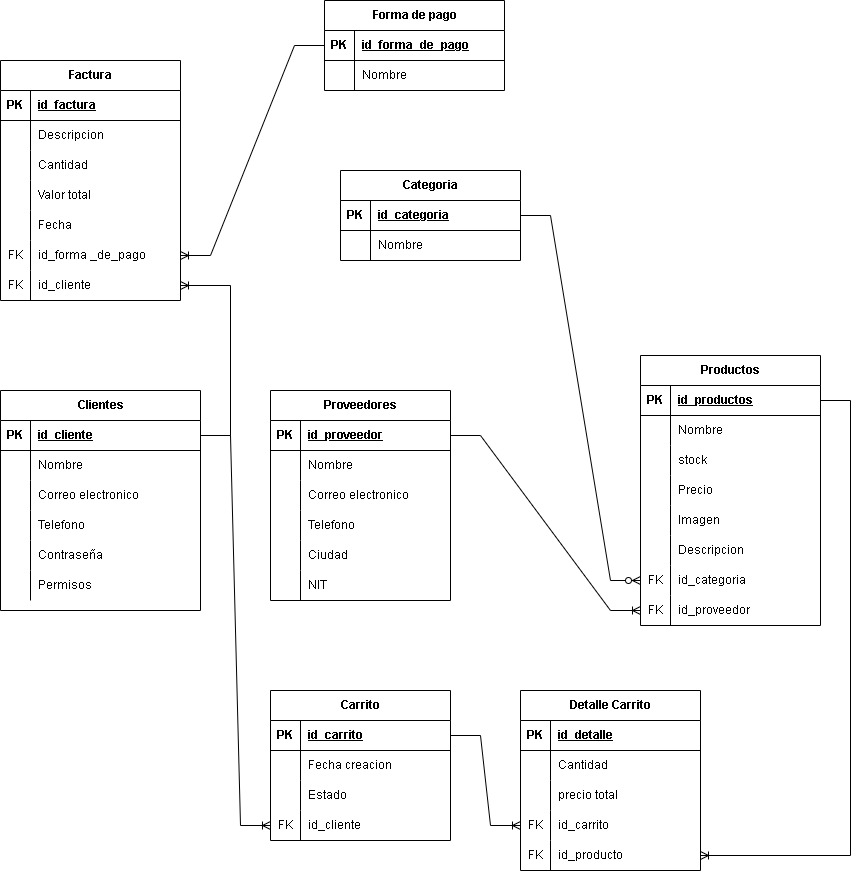 Forma de pago
PK id_forma_de_pago
Nombre
Factura
PK id_factura
Descripcion
Cantidad
Valor total
Fecha
FK id_forma _de_pago
FK id_cliente
Categoria
PK id_categoria
Nombre
Productos
PK id_productos
Nombre
stock
Precio
Imagen
Descripcion
FK id_categoria
FK id_proveedor
Clientes
PK id_cliente
Nombre
Correo electronico
Telefono
Contraseña
Permisos
Proveedores
PK id_proveedor
Nombre
Correo electronico
Telefono
Ciudad
NIT
Carrito
PK id_carrito
Fecha creacion
Estado
FK id_cliente
Detalle Carrito
PK id_detalle
Cantidad
precio total
FK id_carrito
FK id_producto